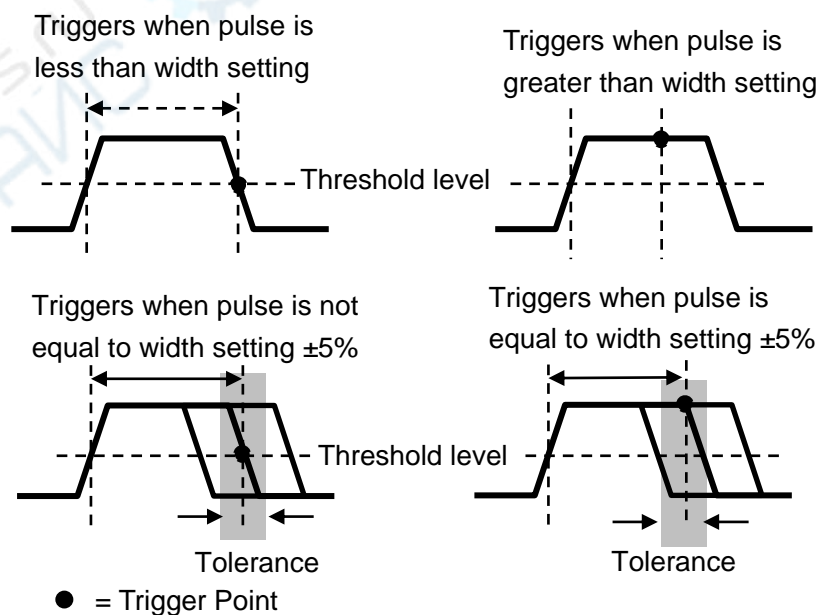 Triggers when pulse is
less than width setting
Triggers when pulse is
greater than width setting
Threshold level
Triggers when pulse is not
equal to width setting ±5%
Triggers when pulse is
equal to width setting ±5%
Threshold level
Tolerance
Tolerance
= Trigger Point